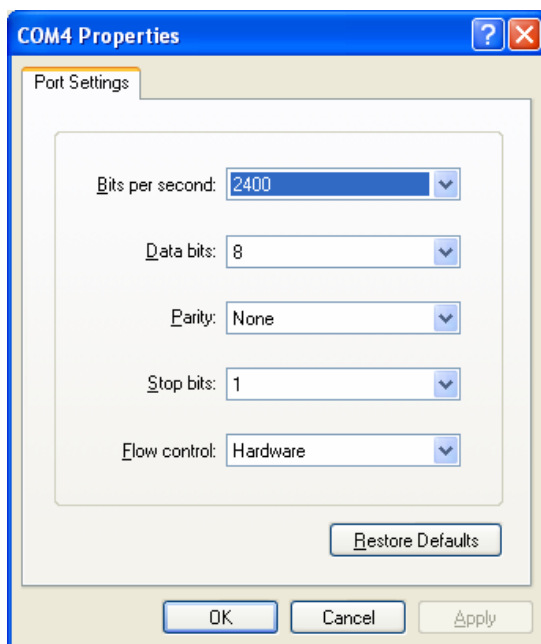 COM4 Properties
Port Settings
Bits per second: 2400
Data bits: 8
Parity: None
Stop bits: 1
Flow control: Hardware
Restore Defaults
OK Cancel Apply